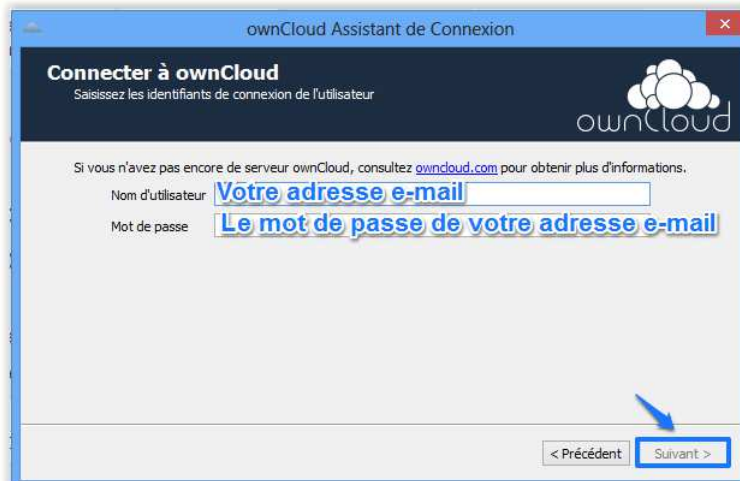 ownCloud Assistant de Connexion
Connecter à ownCloud
Saisissez les identifiants de connexion de l'utilisateur
ownCloud
Si vous n'avez pas encore de serveur ownCloud, consultez owncloud.com pour obtenir plus d'informations.
Nom d'utilisateur Votre adresse e-mail
Mot de passe Le mot de passe de votre adresse e-mail
< Précédent Suivant >